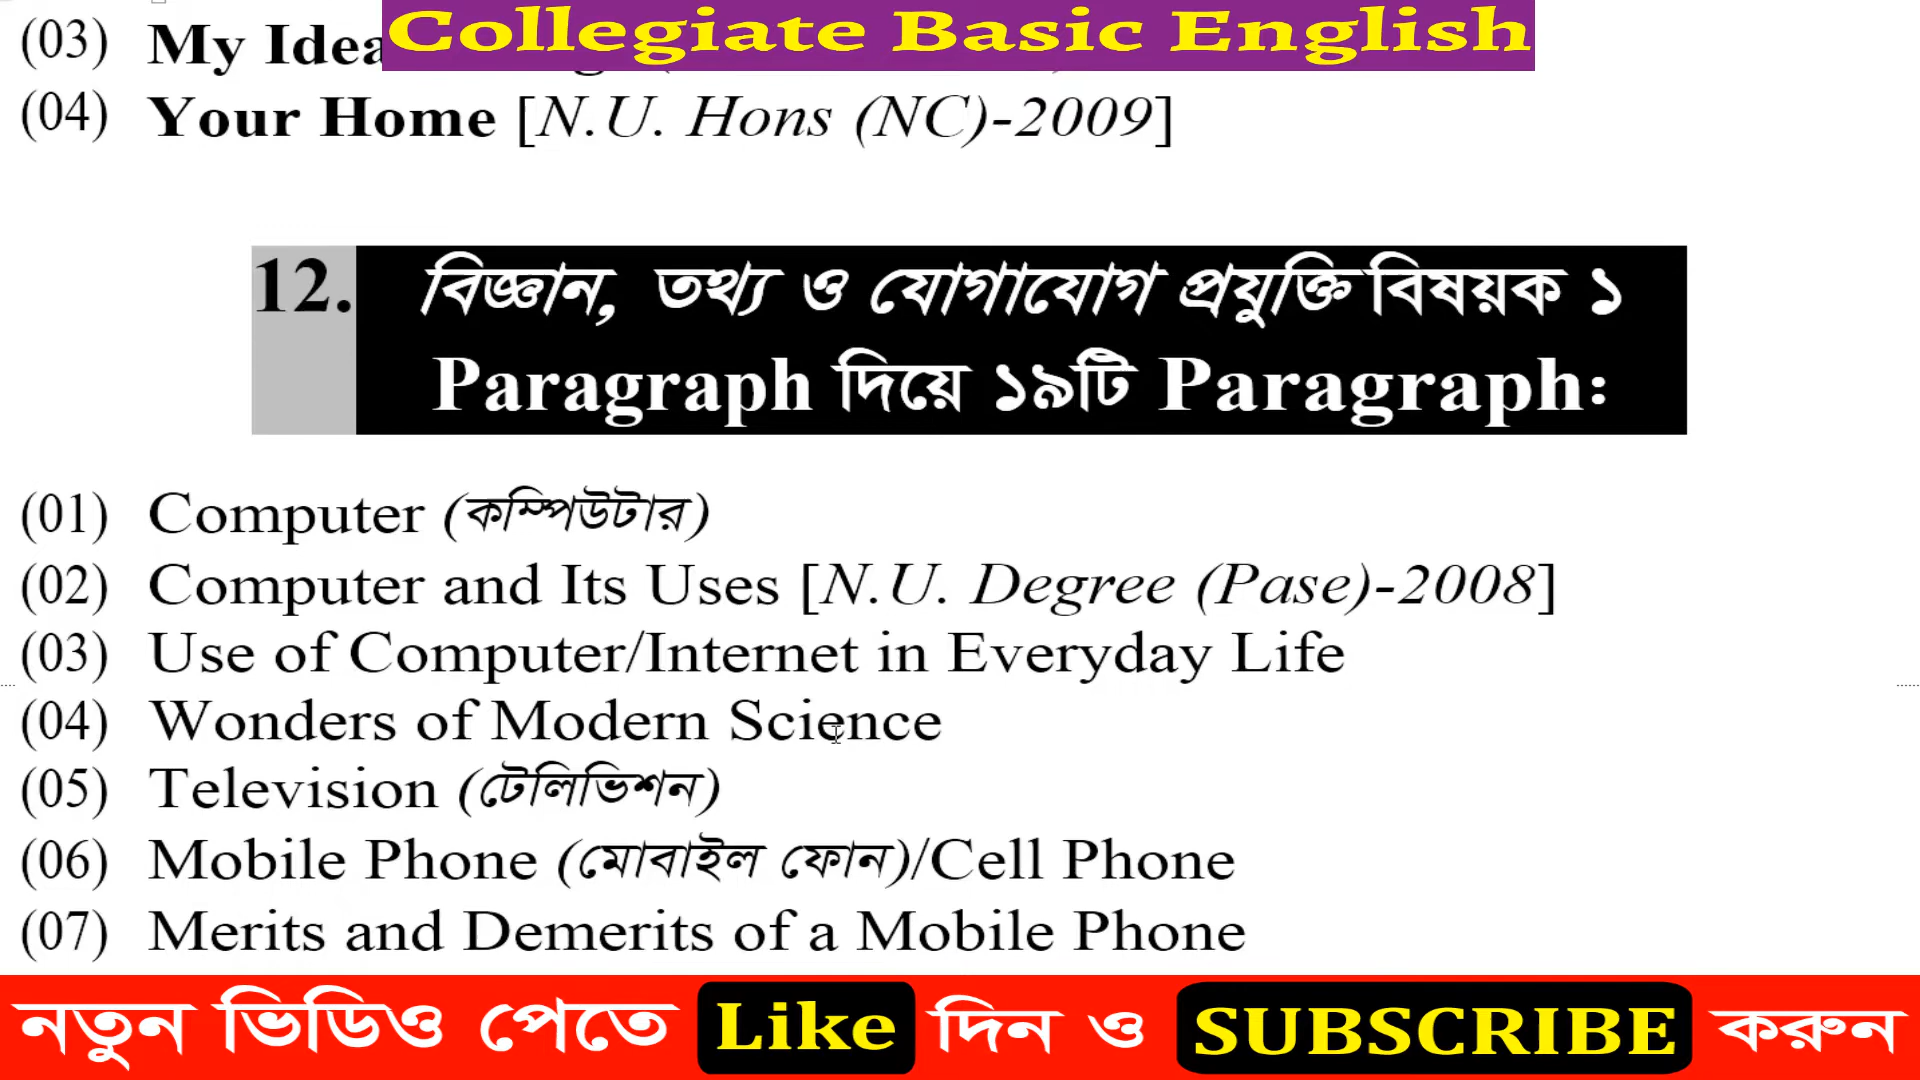 Collegiate Basic English
(03) My Idea
(04) Your Home [N.U. Hons (NC)-2009]
12. বিজ্ঞান, তথ্য ও যোগাযোগ প্রযুক্তি বিষয়ক ১
Paragraph দিয়ে ১৯টি Paragraph:
(01) Computer (কম্পিউটার)
(02) Computer and Its Uses [N.U. Degree (Pase)-2008]
(03) Use of Computer/Internet in Everyday Life
(04) Wonders of Modern Science
(05) Television (টেলিভিশন)
(06) Mobile Phone (মোবাইল ফোন)/Cell Phone
(07) Merits and Demerits of a Mobile Phone
নতুন ভিডিও পেতে Like দিন ও SUBSCRIBE করুন